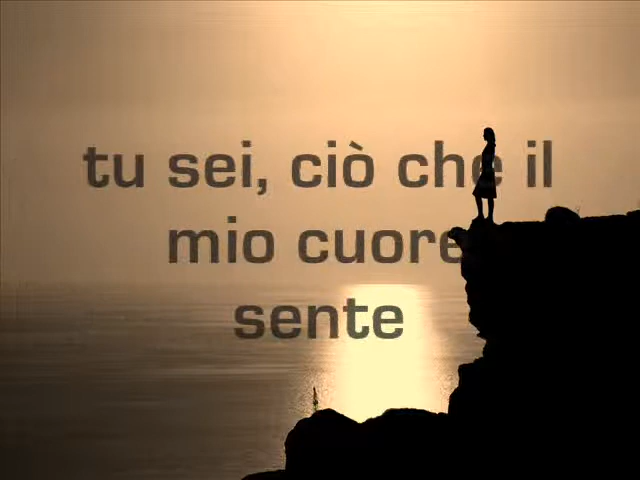 tu sei, ciò che il
mio cuore
sente